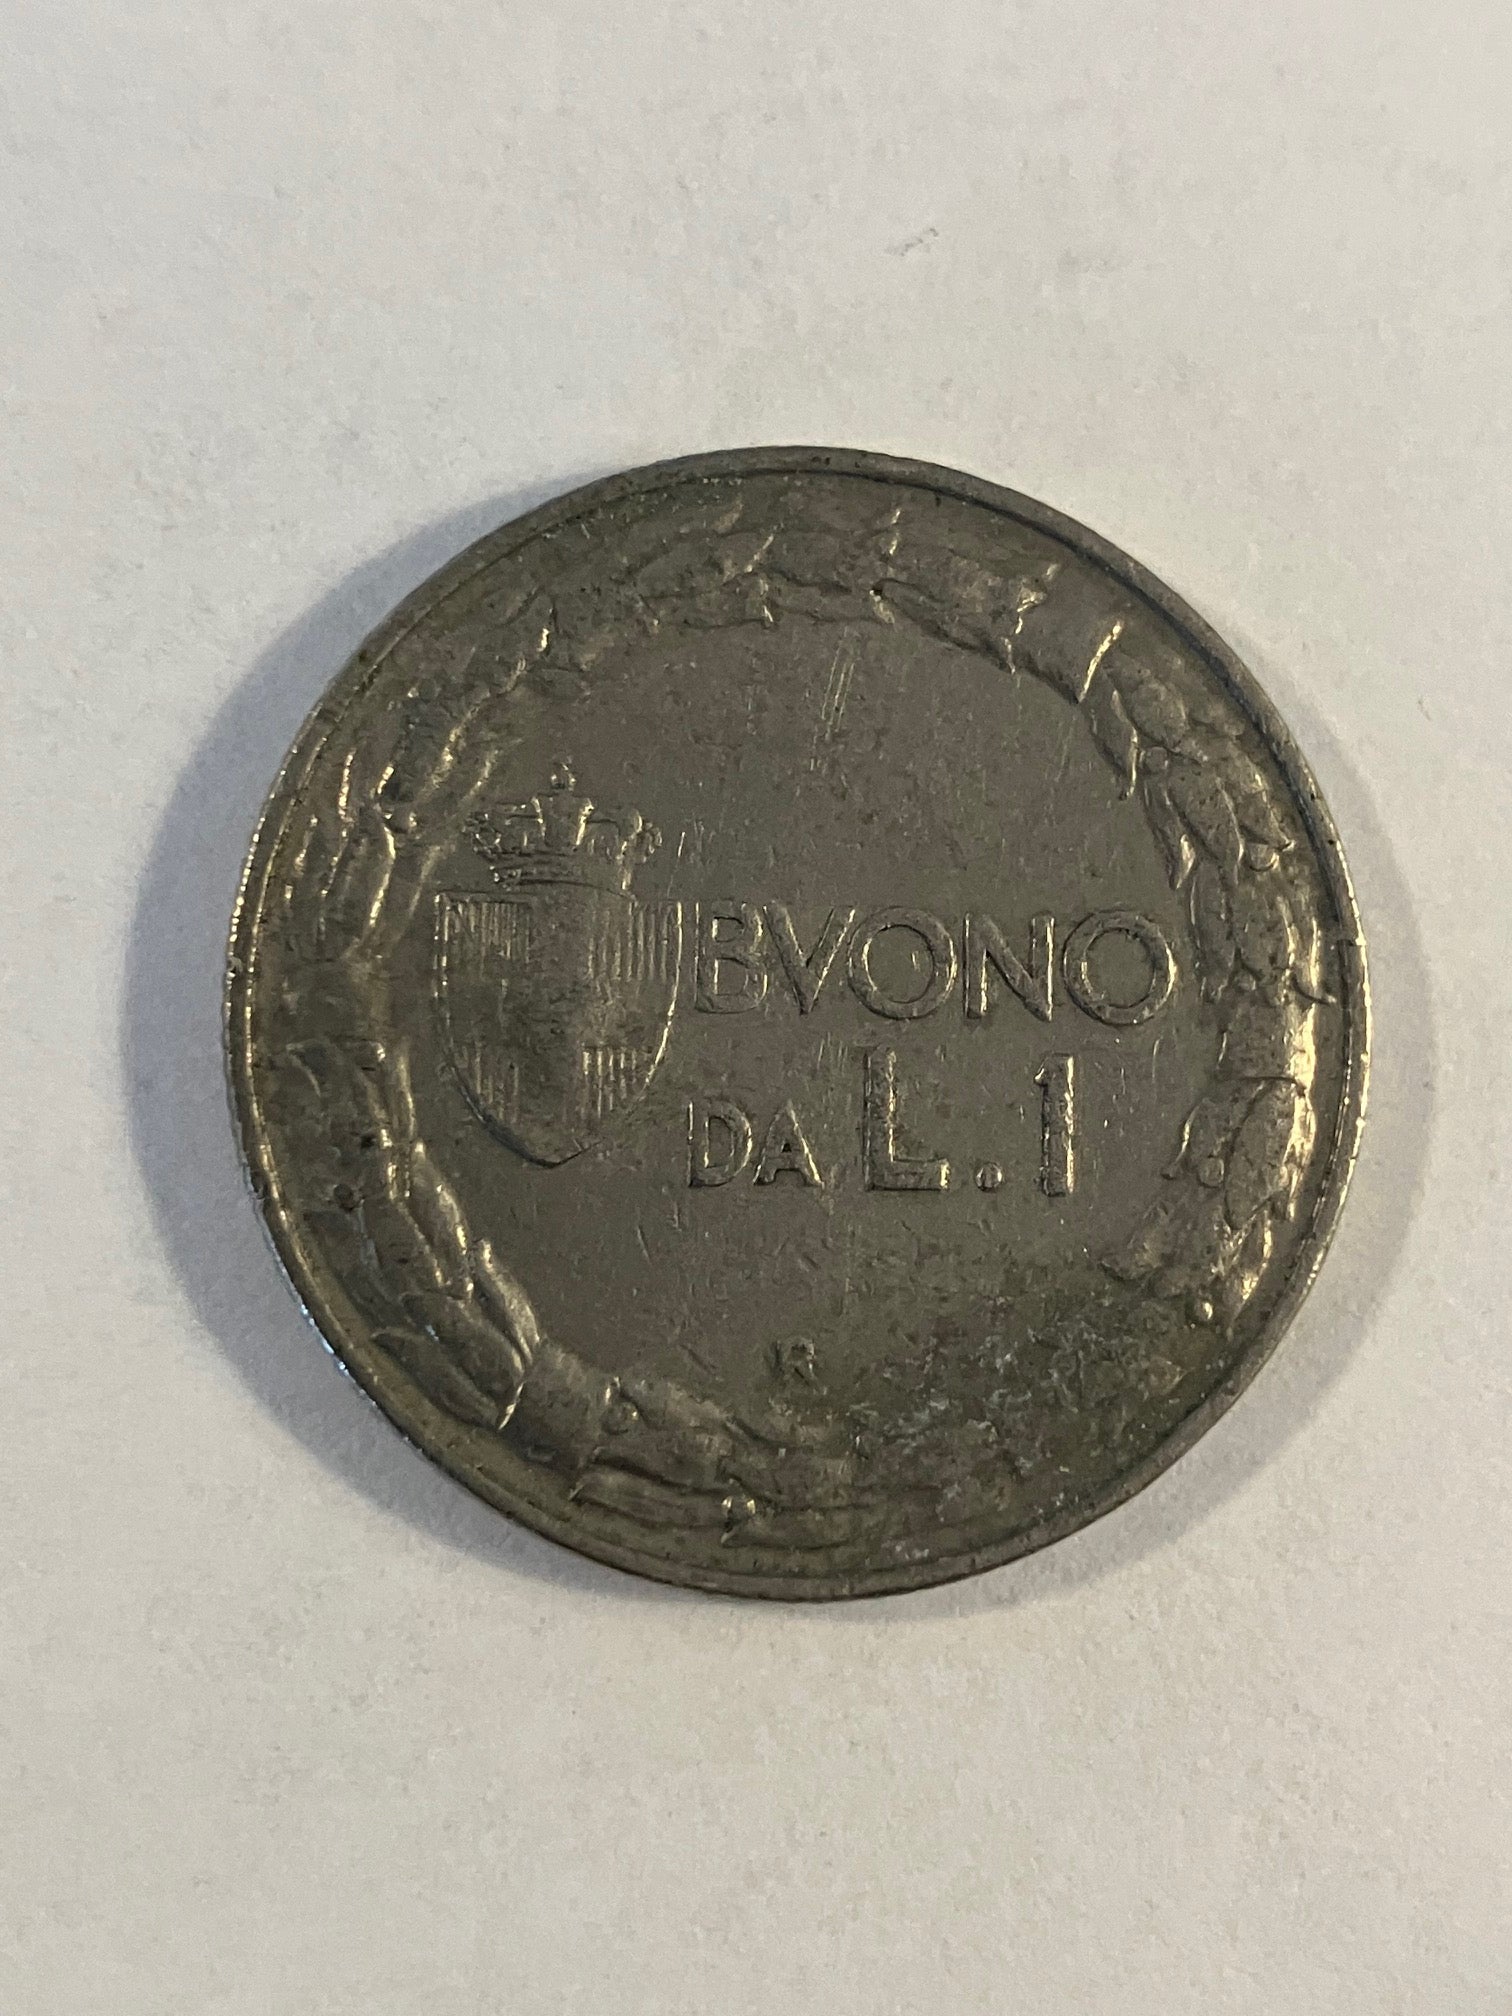 BVONO
DA L. 1
R